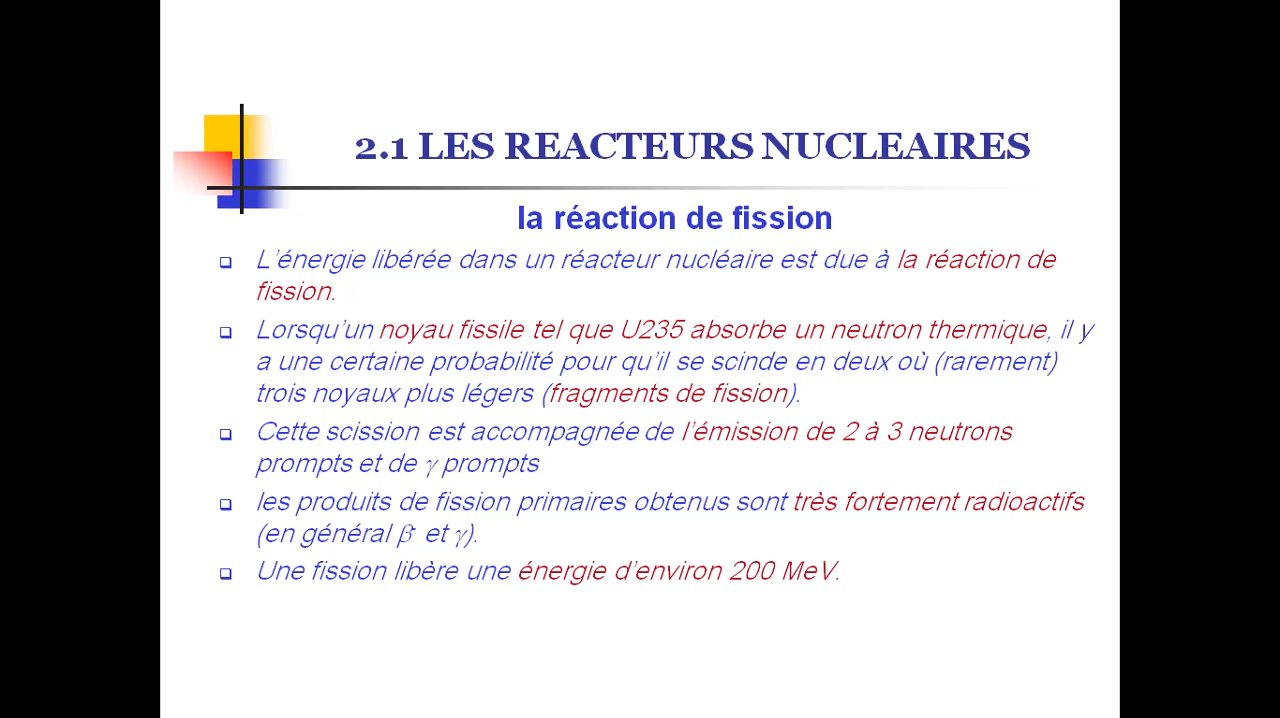 2.1 LES REACTEURS NUCLEAIRES
la réaction de fission
L’énergie libérée dans un réacteur nucléaire est due à la réaction de
fission.
Lorsqu’un noyau fissile tel que U235 absorbe un neutron thermique, il y
a une certaine probabilité pour qu’il se scinde en deux où (rarement)
trois noyaux plus légers (fragments de fission).
Cette scission est accompagnée de l’émission de 2 à 3 neutrons
prompts et de γ prompts
les produits de fission primaires obtenus sont très fortement radioactifs
(en général β⁻ et γ).
Une fission libère une énergie d’environ 200 MeV.